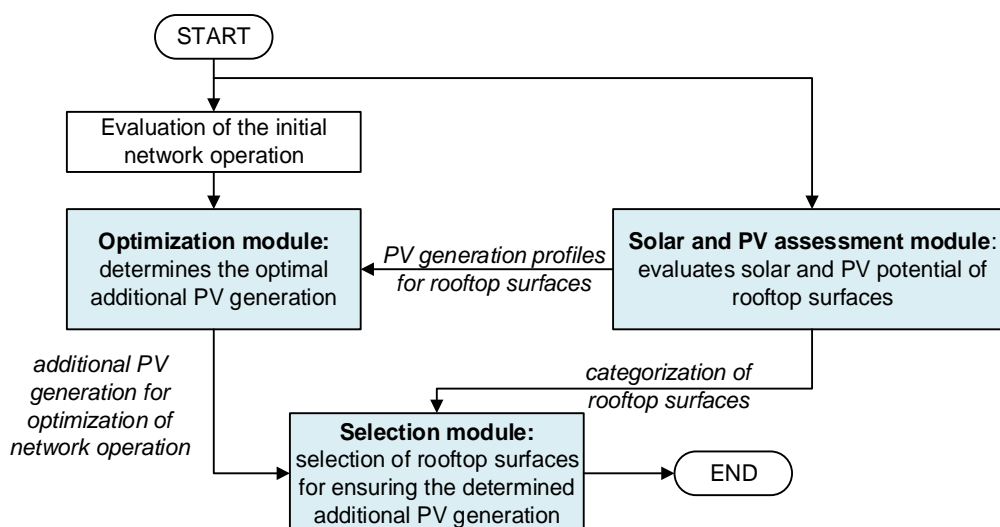 START
Evaluation of the initial
network operation
Optimization module:
determines the optimal
additional PV generation
PV generation profiles
for rooftop surfaces
Solar and PV assessment module:
evaluates solar and PV potential of
rooftop surfaces
additional PV
generation for
optimization of
network operation
categorization of
rooftop surfaces
Selection module:
selection of rooftop surfaces
for ensuring the determined
additional PV generation
END